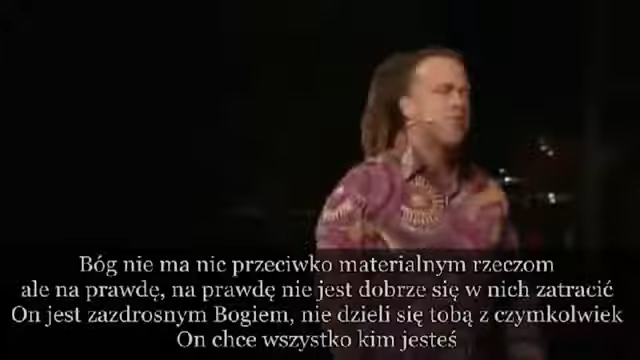 Bóg nie ma nic przeciwko materialnym rzeczom
ale na prawdę, na prawdę nie jest dobrze się w nich zatracić
On jest zazdrosnym Bogiem, nie dzieli się tobą z czymkolwiek
On chce wszystko kim jesteś